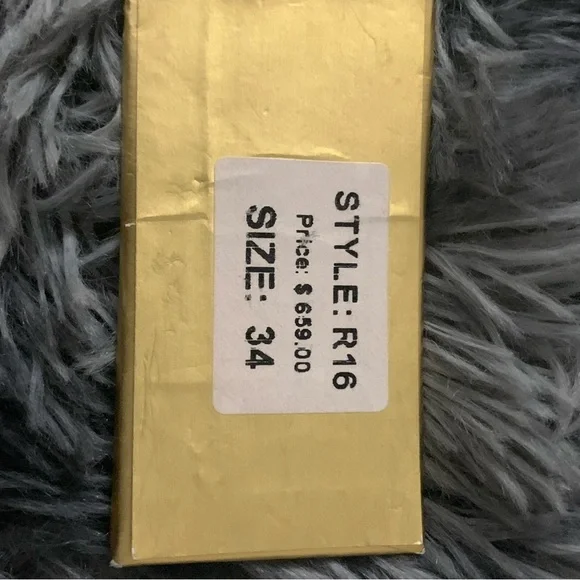 STYLE: R16
Price: $ 659.00
SIZE: 34